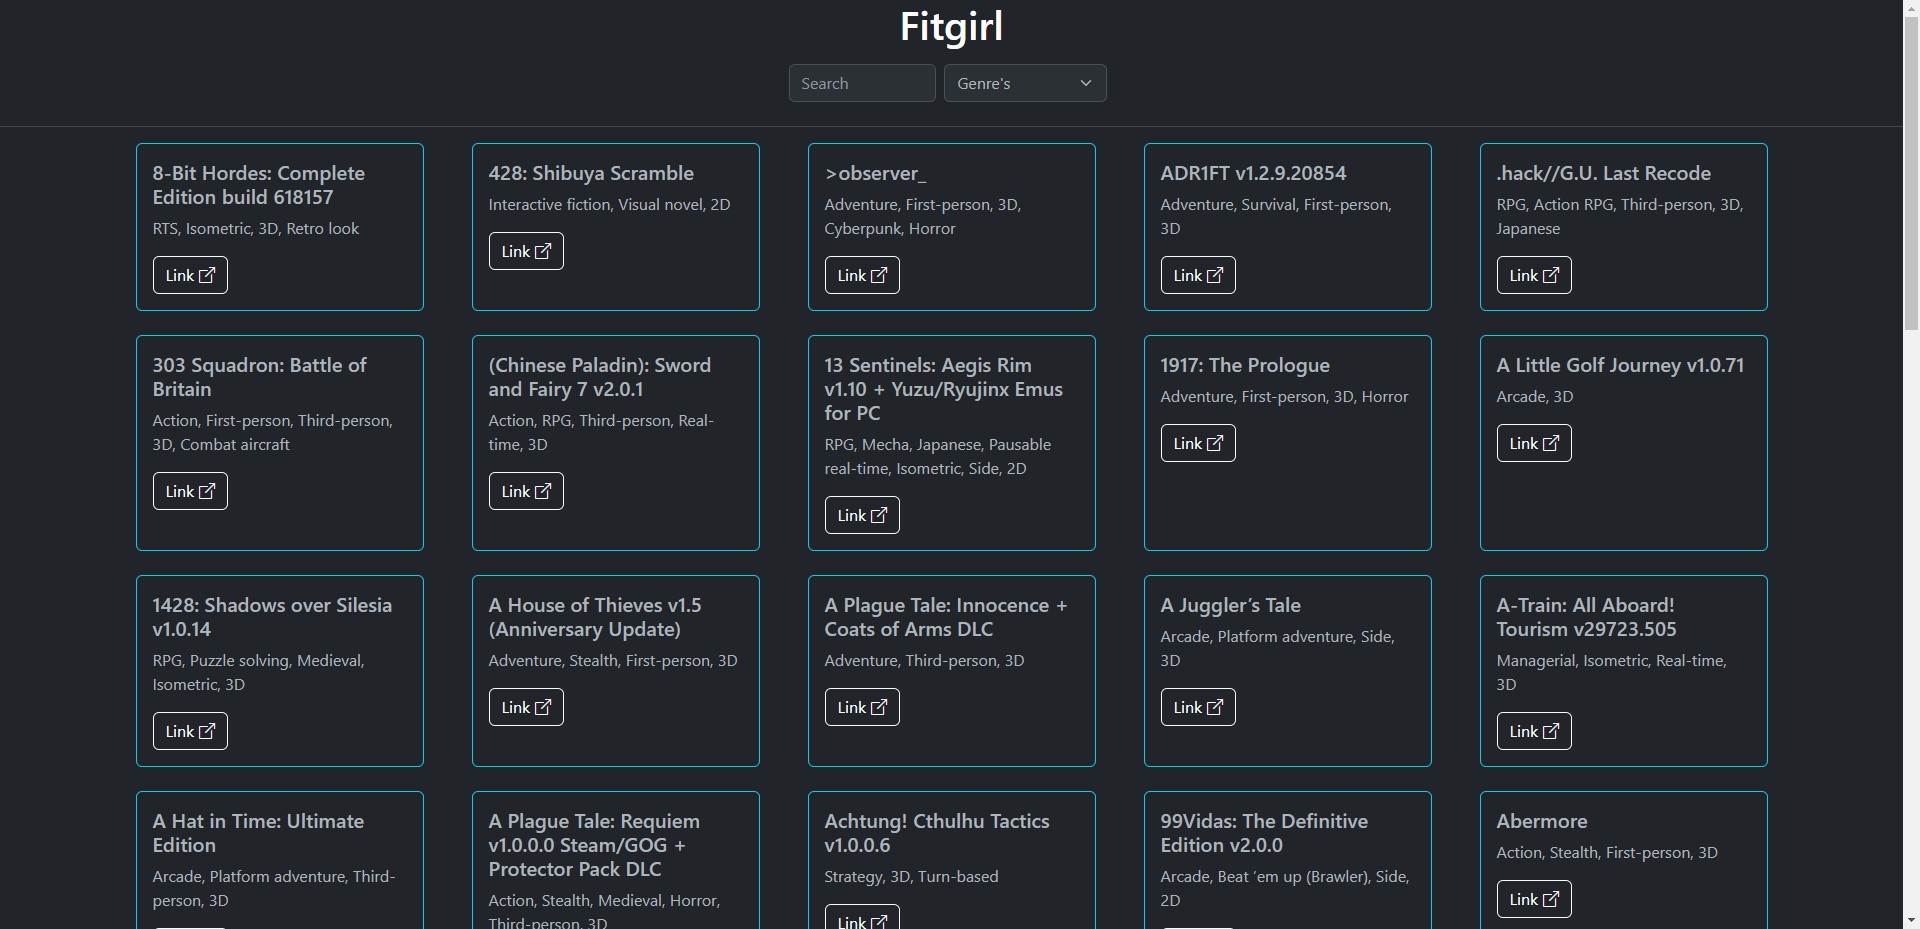 Fitgirl
Search
Genre's
8-Bit Hordes: Complete
Edition build 618157
RTS, Isometric, 3D, Retro look
Link
428: Shibuya Scramble
Interactive fiction, Visual novel, 2D
Link
>observer_
Adventure, First-person, 3D,
Cyberpunk, Horror
Link
ADR1FT v1.2.9.20854
Adventure, Survival, First-person,
3D
Link
.hack//G.U. Last Recode
RPG, Action RPG, Third-person, 3D,
Japanese
Link
303 Squadron: Battle of
Britain
Action, First-person, Third-person,
3D, Combat aircraft
Link
(Chinese Paladin): Sword
and Fairy 7 v2.0.1
Action, RPG, Third-person, Real-
time, 3D
Link
13 Sentinels: Aegis Rim
v1.10 + Yuzu/Ryujinx Emus
for PC
RPG, Mecha, Japanese, Pausable
real-time, Isometric, Side, 2D
Link
1917: The Prologue
Adventure, First-person, 3D, Horror
Link
A Little Golf Journey v1.0.71
Arcade, 3D
Link
1428: Shadows over Silesia
v1.0.14
RPG, Puzzle solving, Medieval,
Isometric, 3D
Link
A House of Thieves v1.5
(Anniversary Update)
Adventure, Stealth, First-person, 3D
Link
A Plague Tale: Innocence +
Coats of Arms DLC
Adventure, Third-person, 3D
Link
A Juggler’s Tale
Arcade, Platform adventure, Side,
3D
Link
A-Train: All Aboard!
Tourism v29723.505
Managerial, Isometric, Real-time,
3D
Link
A Hat in Time: Ultimate
Edition
Arcade, Platform adventure, Third-
person, 3D
A Plague Tale: Requiem
v1.0.0.0 Steam/GOG +
Protector Pack DLC
Action, Stealth, Medieval, Horror,
Third-person, 3D
Achtung! Cthulhu Tactics
v1.0.0.6
Strategy, 3D, Turn-based
Link
99Vidas: The Definitive
Edition v2.0.0
Arcade, Beat ‘em up (Brawler), Side,
2D
Abermore
Action, Stealth, First-person, 3D
Link